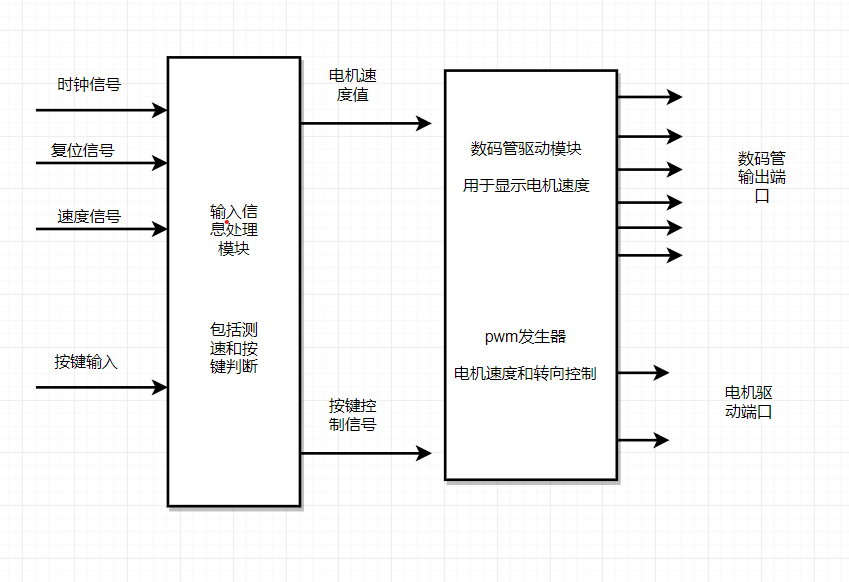 时钟信号
复位信号
速度信号
按键输入
输入信
息处理
模块
包括测
速和按
键判断
电机速
度值
按键控
制信号
数码管驱动模块
用于显示电机速度
pwm发生器
电机速度和转向控制
数码管
输出端
口
电机驱
动端口